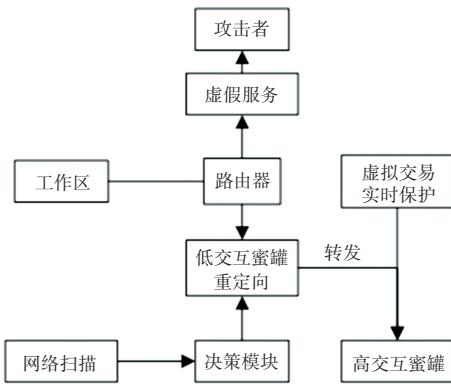 攻击者
虚假服务
工作区
路由器
虚拟交易
实时保护
低交互蜜罐
重定向
转发
网络扫描
决策模块
高交互蜜罐